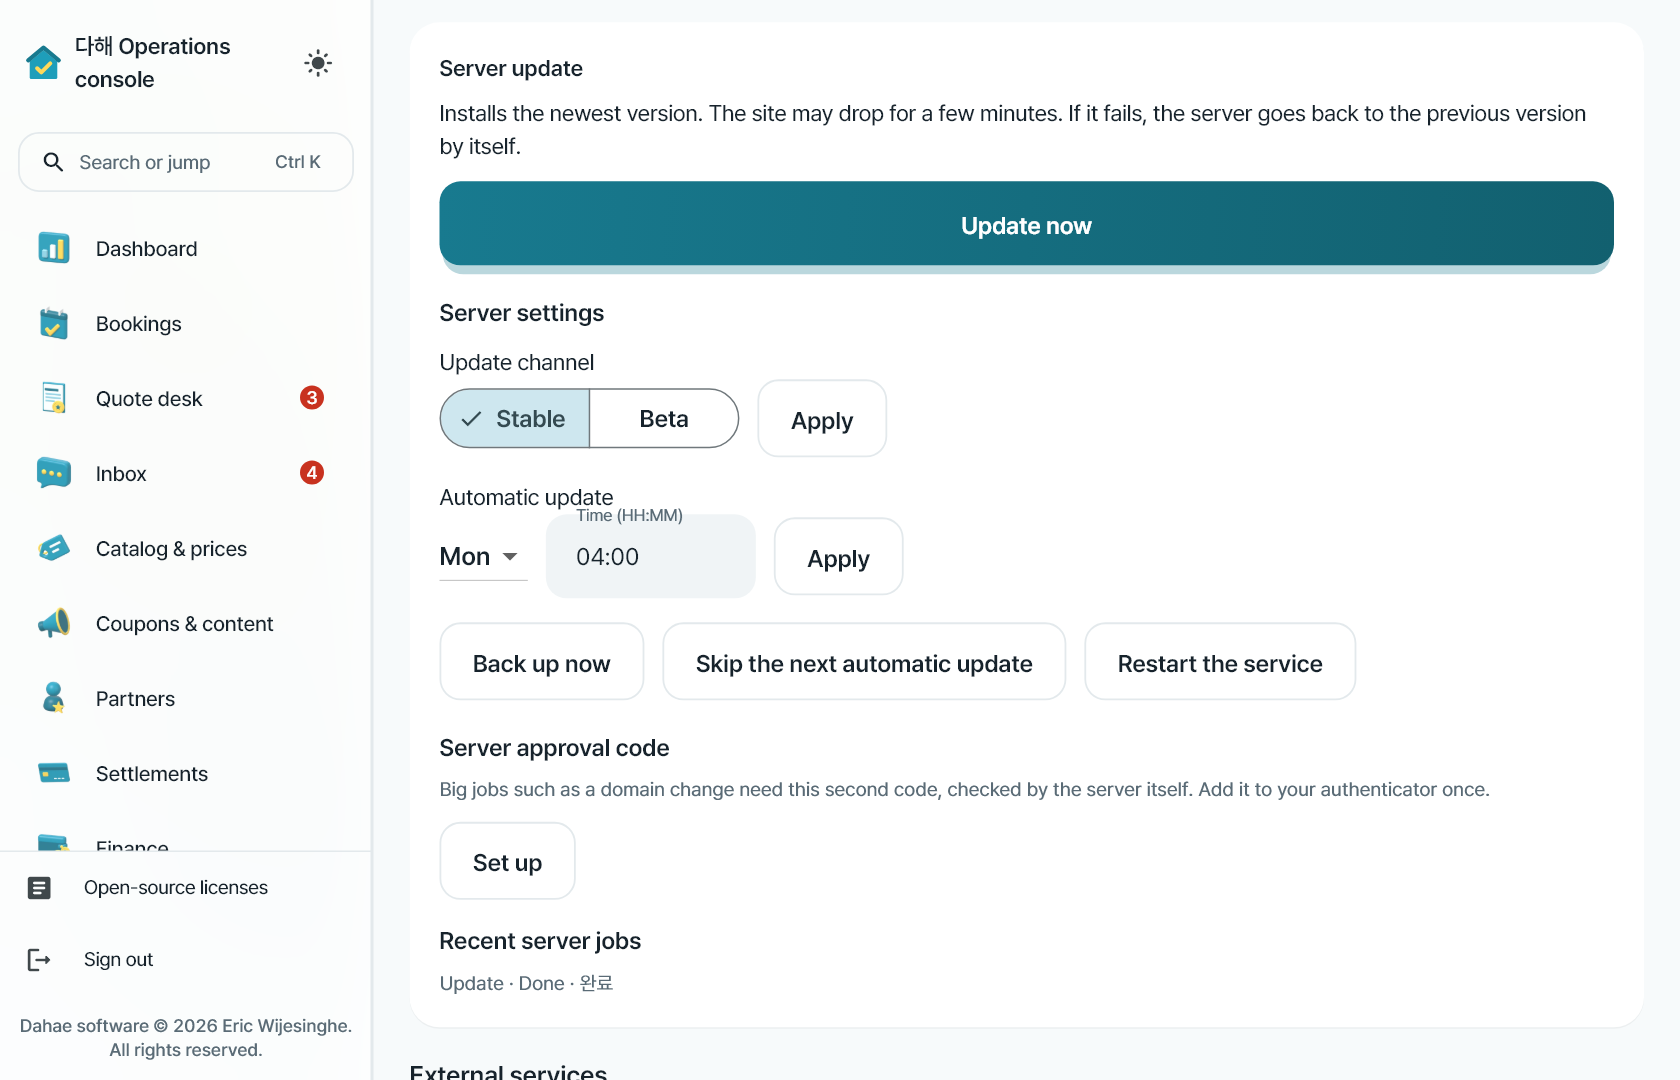 다해 Operations
console
Search or jump Ctrl K
Dashboard
Bookings
Quote desk 3
Inbox 4
Catalog & prices
Coupons & content
Partners
Settlements
Finance
Open-source licenses
Sign out
Dahae software © 2026 Eric Wijesinghe.
All rights reserved.
Server update
Installs the newest version. The site may drop for a few minutes. If it fails, the server goes back to the previous version
by itself.
Update now
Server settings
Update channel
Stable Beta Apply
Automatic update
Time (HH:MM)
Mon 04:00 Apply
Back up now Skip the next automatic update Restart the service
Server approval code
Big jobs such as a domain change need this second code, checked by the server itself. Add it to your authenticator once.
Set up
Recent server jobs
Update · Done · 완료
External services